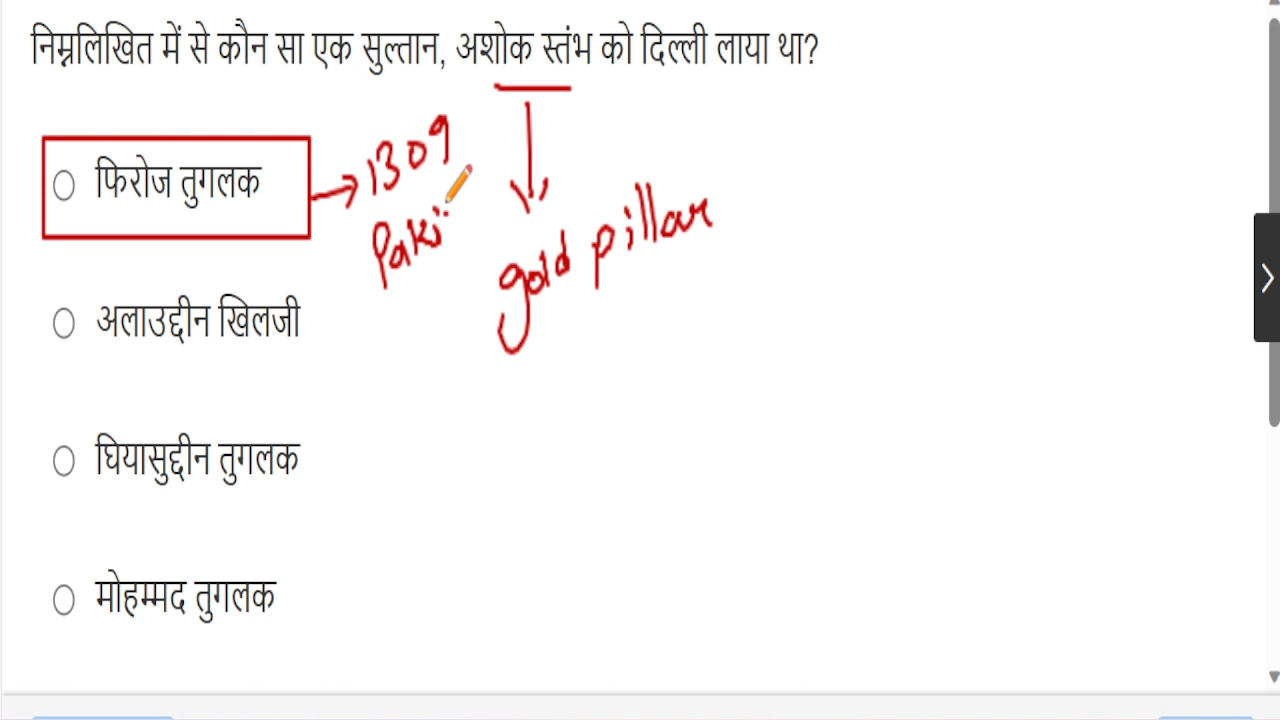 निम्नलिखित में से कौन सा एक सुल्तान, अशोक स्तंभ को दिल्ली लाया था?
फिरोज तुगलक
1309
Paki
gold pillar
अलाउद्दीन खिलजी
घियासुद्दीन तुगलक
मोहम्मद तुगलक